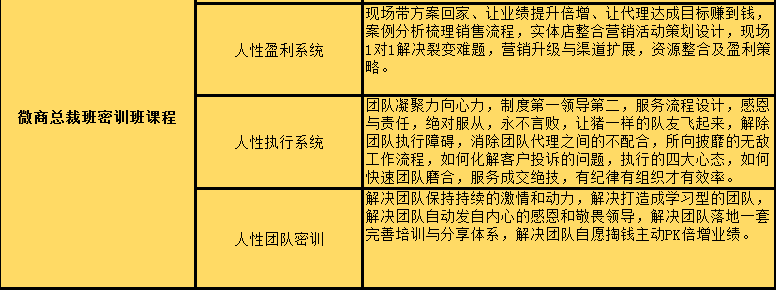 微商总裁班密训班课程
人性盈利系统
现场带方案回家、让业绩提升倍增、让代理达成目标赚到钱,
案例分析梳理销售流程，实体店整合营销活动策划设计，现场
1对1解决裂变难题，营销升级与渠道扩展，资源整合及盈利策
略。
人性执行系统
团队凝聚力向心力，制度第一领导第二，服务流程设计，感恩
与责任，绝对服从，永不言败，让猪一样的队友飞起来，解除
团队执行障碍，消除团队代理之间的不配合，所向披靡的无敌
工作流程，如何化解客户投诉的问题，执行的四大心态，如何
快速团队磨合，服务成交绝技，有纪律有组织才有效率。
人性团队密训
解决团队保持持续的激情和动力，解决打造成学习型的团队，
解决团队自动发自内心的感恩和敬畏领导，解决团队落地一套
完善培训与分享体系，解决团队自愿掏钱主动PK倍增业绩。